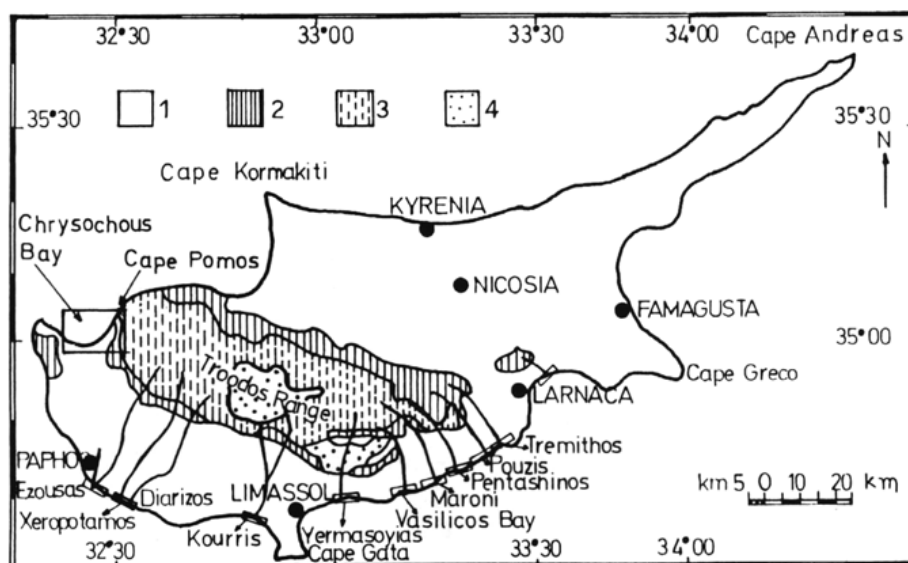 32°30 33°00 33°30 34°00
Cape Andreas
1 2 3 4
35°30 35°30
N
Cape Kormakiti
KYRENIA
Chrysochous
Bay
Cape Pomos
NICOSIA
FAMAGUSTA
35°00
Troodos Range
Cape Greco
LARNACA
Tremithos
PAPHOS
Pouzis
Ezousas
Diarizos
LIMASSOL
Pentashinos
km 5 0 10 20 km
Maroni
Xeropotamos
Vasilicos Bay
Kourris
Yermasoyias
Cape Gata
32°30 33°30 34°00